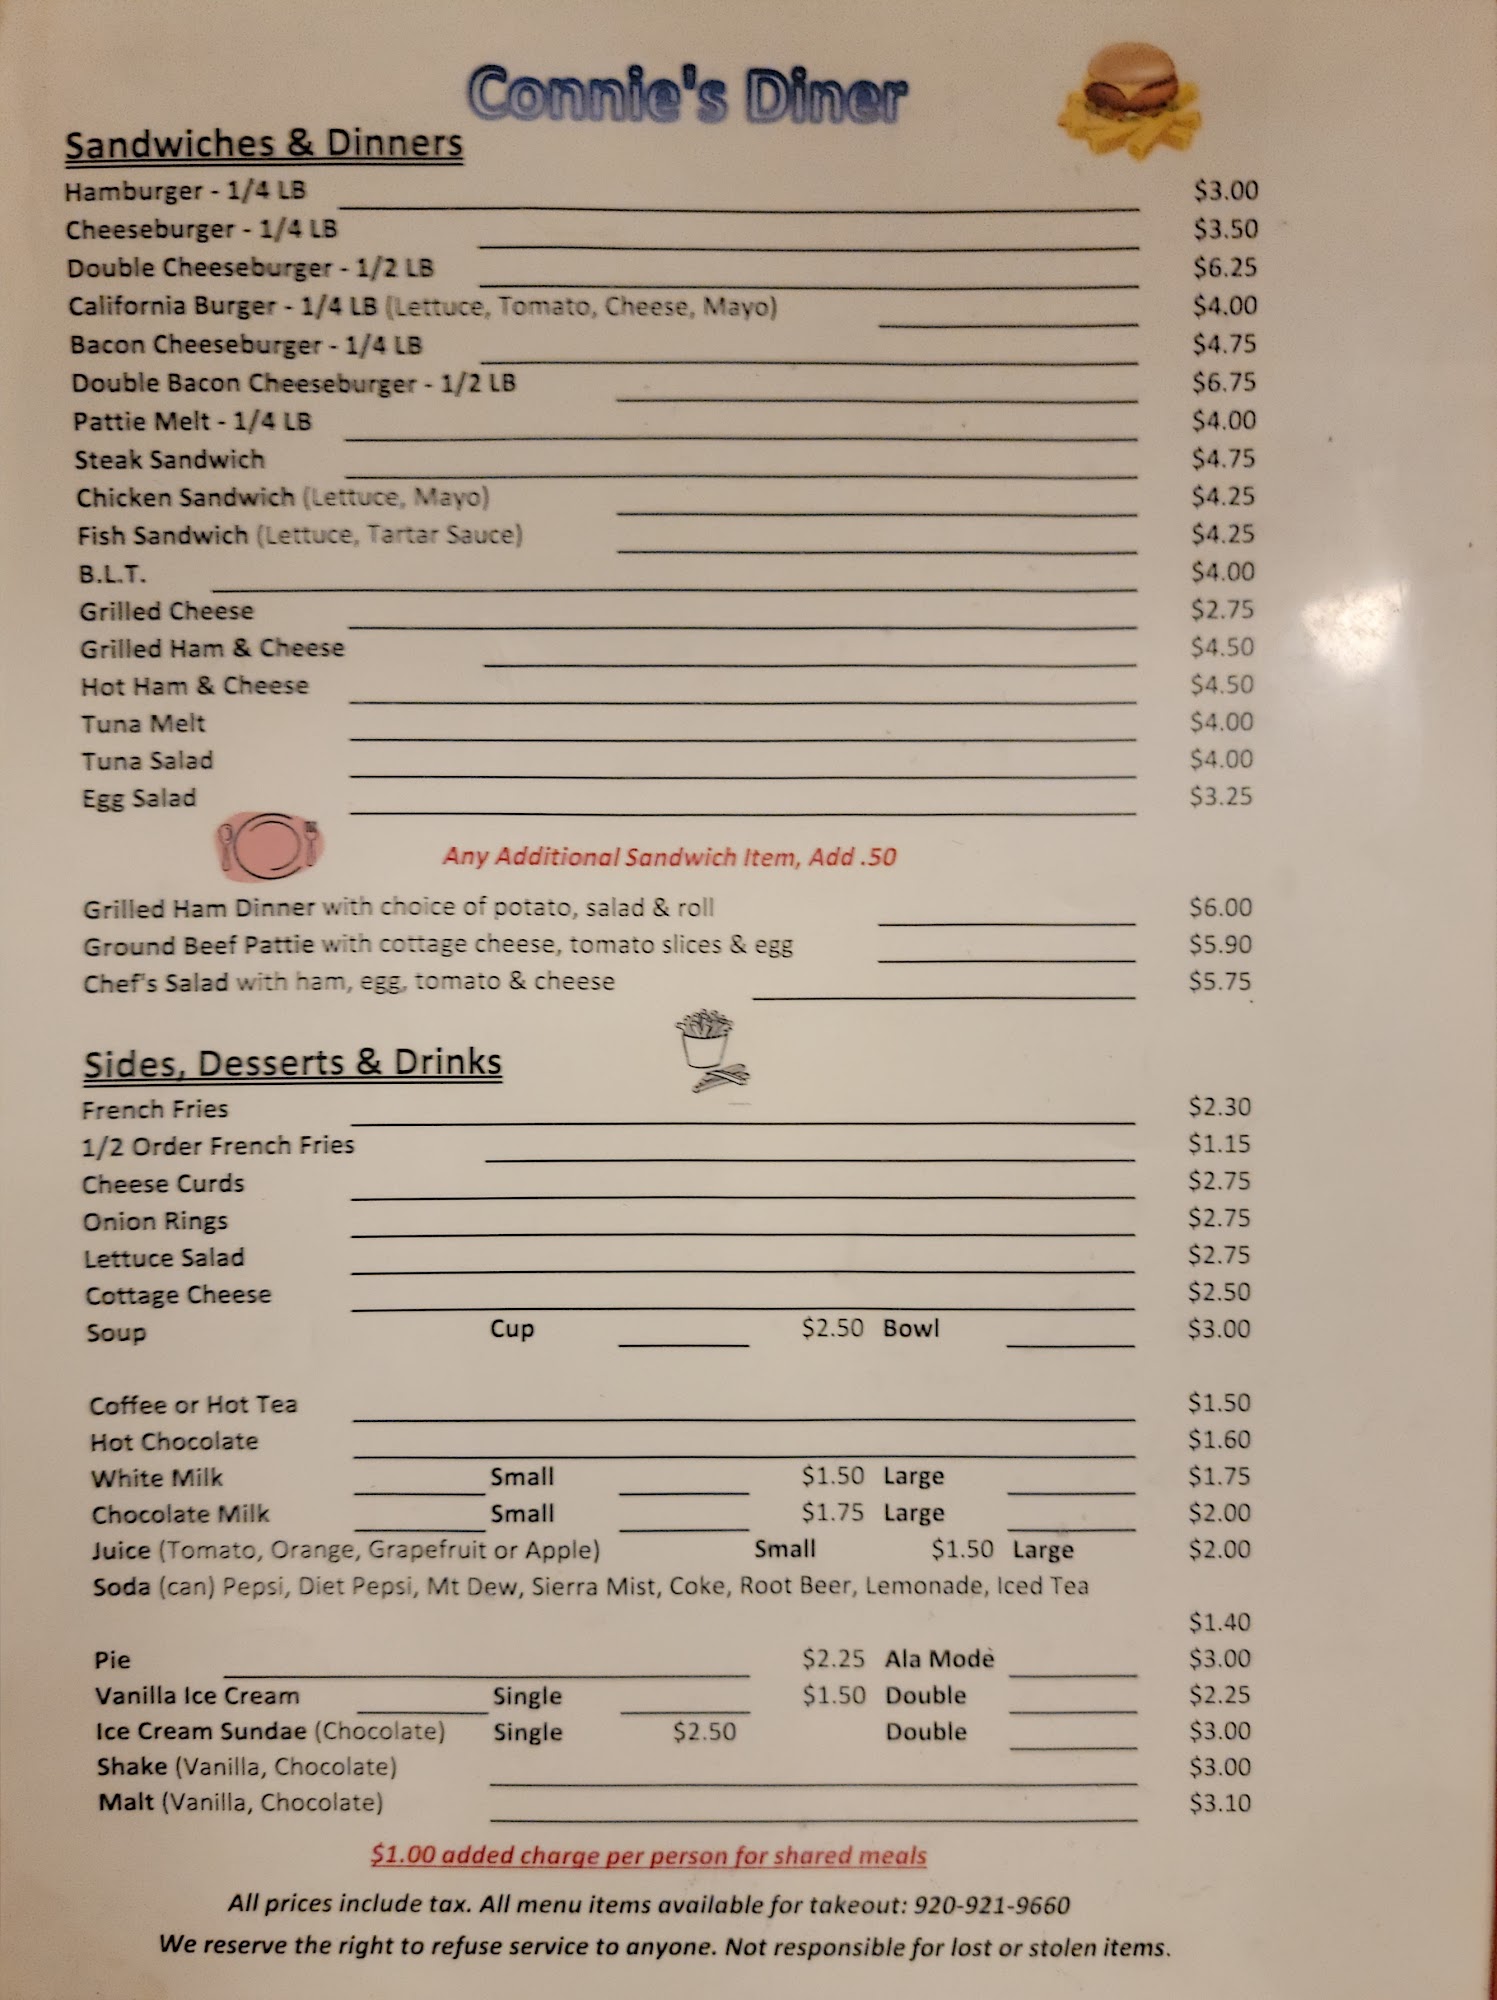 Connie's Diner
Sandwiches & Dinners
Hamburger - 1/4 LB $3.00
Cheeseburger - 1/4 LB $3.50
Double Cheeseburger - 1/2 LB $6.25
California Burger - 1/4 LB (Lettuce, Tomato, Cheese, Mayo) $4.00
Bacon Cheeseburger - 1/4 LB $4.75
Double Bacon Cheeseburger - 1/2 LB $6.75
Pattie Melt - 1/4 LB $4.00
Steak Sandwich $4.75
Chicken Sandwich (Lettuce, Mayo) $4.25
Fish Sandwich (Lettuce, Tartar Sauce) $4.25
B.L.T. $4.00
Grilled Cheese $2.75
Grilled Ham & Cheese $4.50
Hot Ham & Cheese $4.50
Tuna Melt $4.00
Tuna Salad $4.00
Egg Salad $3.25
Any Additional Sandwich Item, Add .50
Grilled Ham Dinner with choice of potato, salad & roll $6.00
Ground Beef Pattie with cottage cheese, tomato slices & egg $5.90
Chef's Salad with ham, egg, tomato & cheese $5.75
Sides, Desserts & Drinks
French Fries $2.30
1/2 Order French Fries $1.15
Cheese Curds $2.75
Onion Rings $2.75
Lettuce Salad $2.75
Cottage Cheese $2.50
Soup Cup $2.50 Bowl $3.00
Coffee or Hot Tea $1.50
Hot Chocolate $1.60
White Milk Small $1.50 Large $1.75
Chocolate Milk Small $1.75 Large $2.00
Juice (Tomato, Orange, Grapefruit or Apple) Small $1.50 Large $2.00
Soda (can) Pepsi, Diet Pepsi, Mt Dew, Sierra Mist, Coke, Root Beer, Lemonade, Iced Tea
$1.40
Pie $2.25 Ala Mode $3.00
Vanilla Ice Cream Single $1.50 Double $2.25
Ice Cream Sundae (Chocolate) Single $2.50 Double $3.00
Shake (Vanilla, Chocolate) $3.00
Malt (Vanilla, Chocolate) $3.10
$1.00 added charge per person for shared meals
All prices include tax. All menu items available for takeout: 920-921-9660
We reserve the right to refuse service to anyone. Not responsible for lost or stolen items.